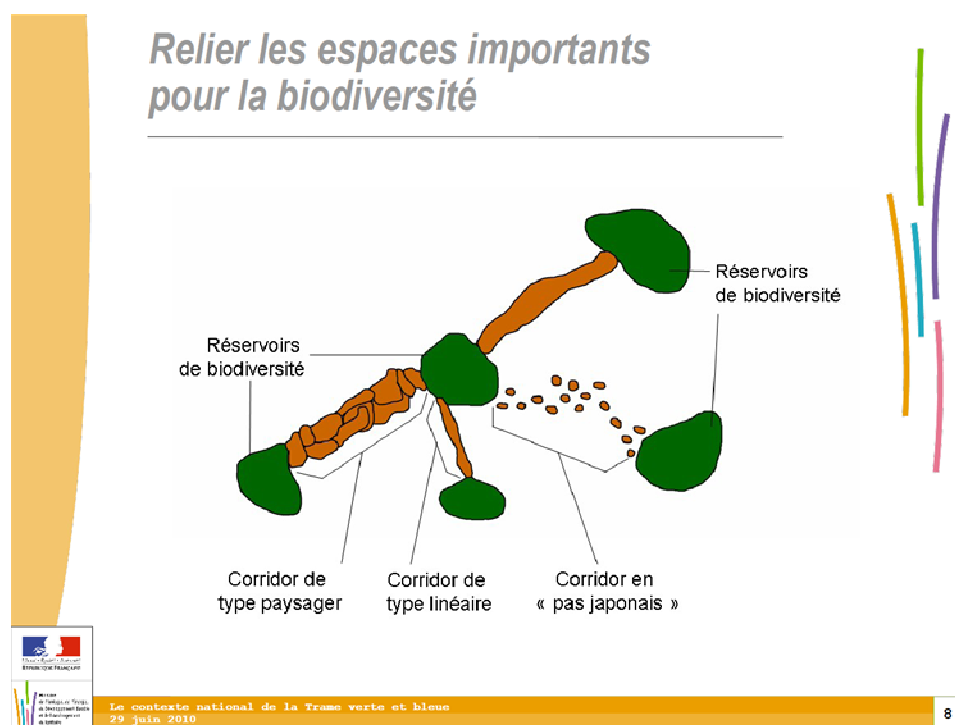 Relier les espaces importants
pour la biodiversité
Réservoirs
de biodiversité
Réservoirs
de biodiversité
Corridor de
type paysager
Corridor de
type linéaire
Corridor en
« pas japonais »
RÉPUBLIQUE FRANÇAISE
Le contexte national de la Trame verte et bleue
29 juin 2010
8